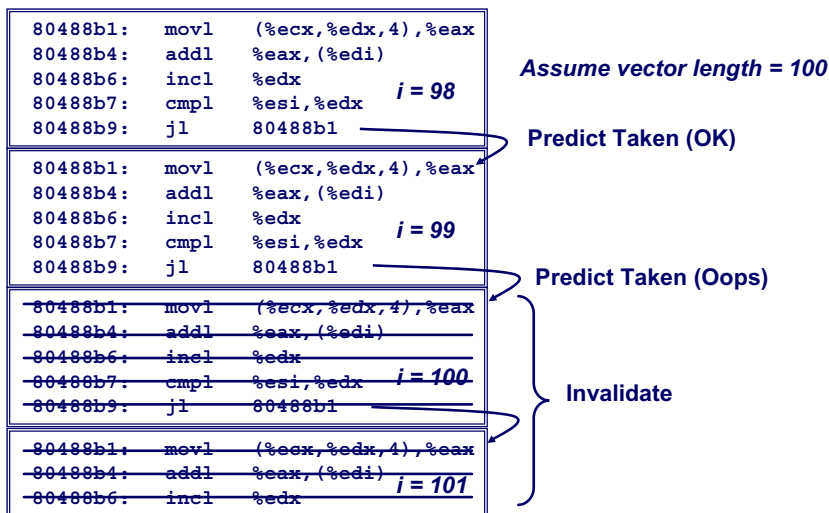 80488b1: movl (%ecx,%edx,4),%eax
80488b4: addl %eax,(%edi)
80488b6: incl %edx
i = 98
80488b7: cmpl %esi,%edx
80488b9: jl 80488b1
Assume vector length = 100
Predict Taken (OK)
80488b1: movl (%ecx,%edx,4),%eax
80488b4: addl %eax,(%edi)
80488b6: incl %edx
i = 99
80488b7: cmpl %esi,%edx
80488b9: jl 80488b1
Predict Taken (Oops)
80488b1: movl (%ecx,%edx,4),%eax
80488b4: addl %eax,(%edi)
80488b6: incl %edx
80488b7: cmpl %esi,%edx i = 100
80488b9: jl 80488b1
Invalidate
80488b1: movl (%ecx,%edx,4),%eax
80488b4: addl %eax,(%edi)
i = 101
80488b6: incl %edx